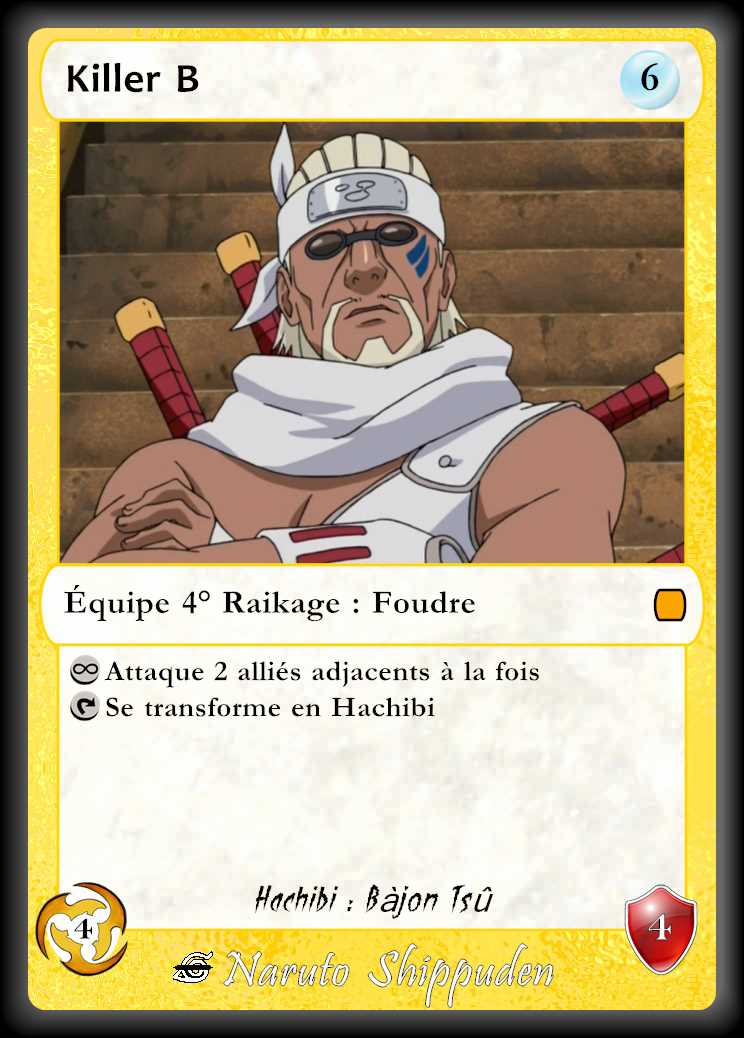 Killer B
6
Équipe 4° Raikage : Foudre
Attaque 2 alliés adjacents à la fois
Se transforme en Hachibi
Hachibi : Bàjon Tsû
4
4
Naruto Shippuden